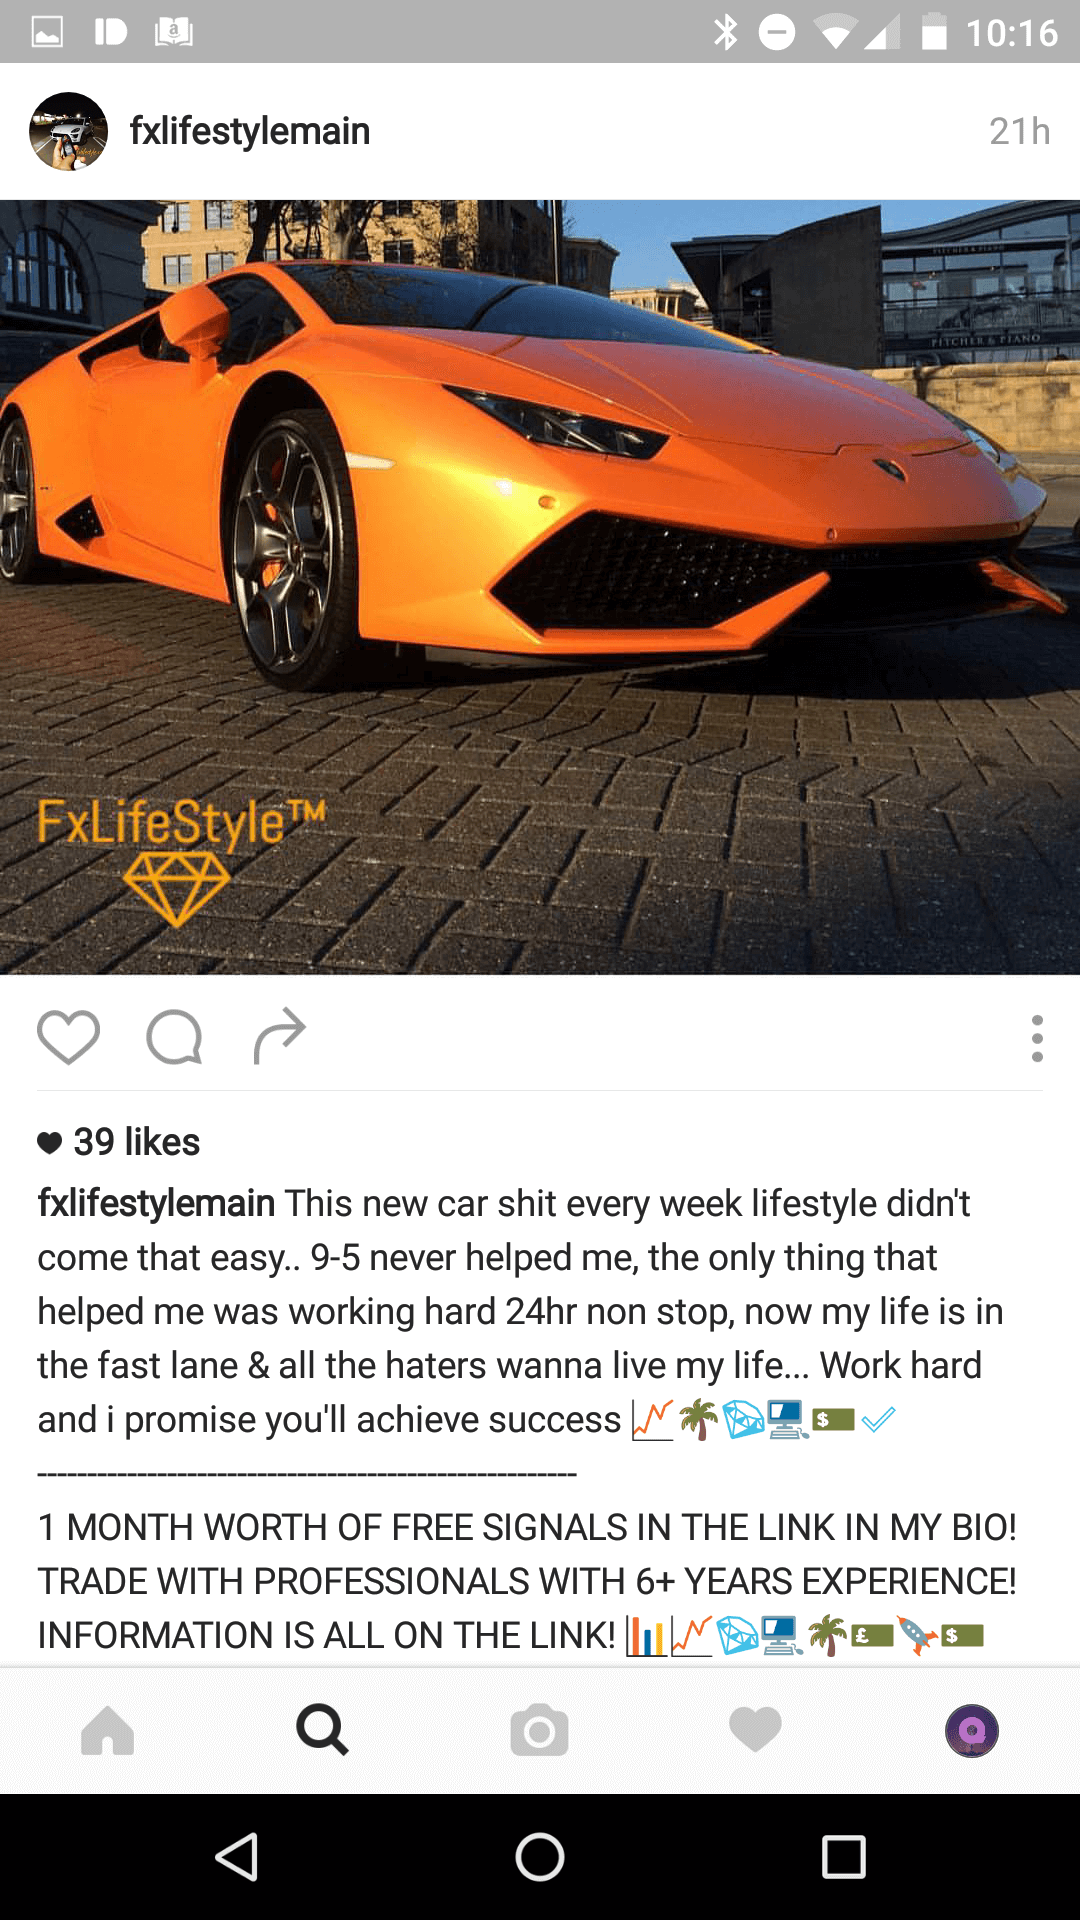 10:16
fxlifestylemain
21h
PITCHER & PIANO
PITCHER & PIANO
FxLifeStyle™
39 likes
fxlifestylemain This new car shit every week lifestyle didn't
come that easy.. 9-5 never helped me, the only thing that
helped me was working hard 24hr non stop, now my life is in
the fast lane & all the haters wanna live my life... Work hard
and i promise you'll achieve success 📈🌴💎💻💵✔
------------------------------------------------------
1 MONTH WORTH OF FREE SIGNALS IN THE LINK IN MY BIO!
TRADE WITH PROFESSIONALS WITH 6+ YEARS EXPERIENCE!
INFORMATION IS ALL ON THE LINK! 📊📈💎💻🌴💷🚀💵